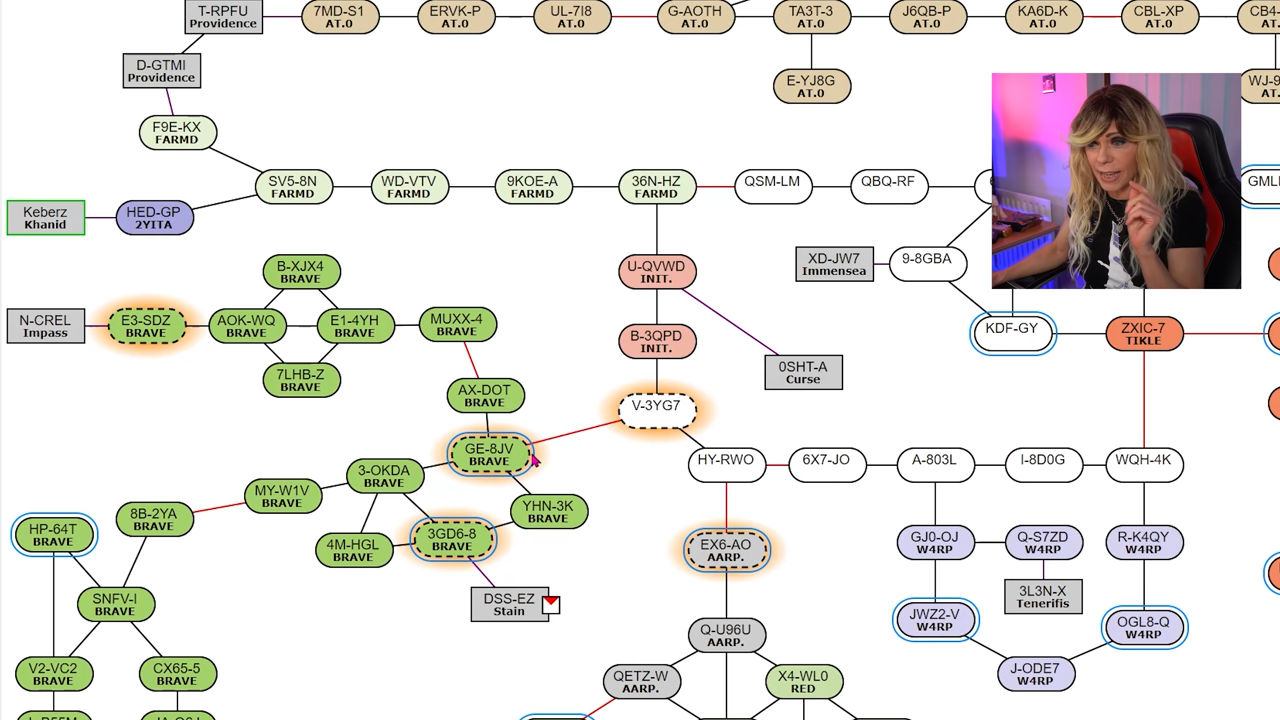 T-RPFU
Providence
7MD-S1
AT.0
ERVK-P
AT.0
UL-7I8
AT.0
G-AOTH
AT.0
TA3T-3
AT.0
J6QB-P
AT.0
KA6D-K
AT.0
CBL-XP
AT.0
CB4-
AT.
D-GTMI
Providence
E-YJ8G
AT.0
WJ-9
AT.
F9E-KX
FARMD
SV5-8N
FARMD
WD-VTV
FARMD
9KOE-A
FARMD
36N-HZ
FARMD
QSM-LM
QBQ-RF
GML
Keberz
Khanid
HED-GP
2YITA
B-XJX4
BRAVE
U-QVWD
INIT.
XD-JW7
Immensea
9-8GBA
N-CREL
Impass
E3-SDZ
BRAVE
AOK-WQ
BRAVE
E1-4YH
BRAVE
MUXX-4
BRAVE
B-3QPD
INIT.
KDF-GY
ZXIC-7
TIKLE
7LHB-Z
BRAVE
0SHT-A
Curse
AX-DOT
BRAVE
V-3YG7
GE-8JV
BRAVE
HY-RWO
6X7-JO
A-803L
I-8D0G
WQH-4K
3-OKDA
BRAVE
MY-W1V
BRAVE
8B-2YA
BRAVE
YHN-3K
BRAVE
HP-64T
BRAVE
4M-HGL
BRAVE
3GD6-8
BRAVE
EX6-AO
AARP.
GJ0-OJ
W4RP
Q-S7ZD
W4RP
R-K4QY
W4RP
SNFV-I
BRAVE
DSS-EZ
Stain
3L3N-X
Tenerifis
JWZ2-V
W4RP
OGL8-Q
W4RP
Q-U96U
AARP.
V2-VC2
BRAVE
CX65-5
BRAVE
QETZ-W
AARP.
X4-WL0
RED
J-ODE7
W4RP